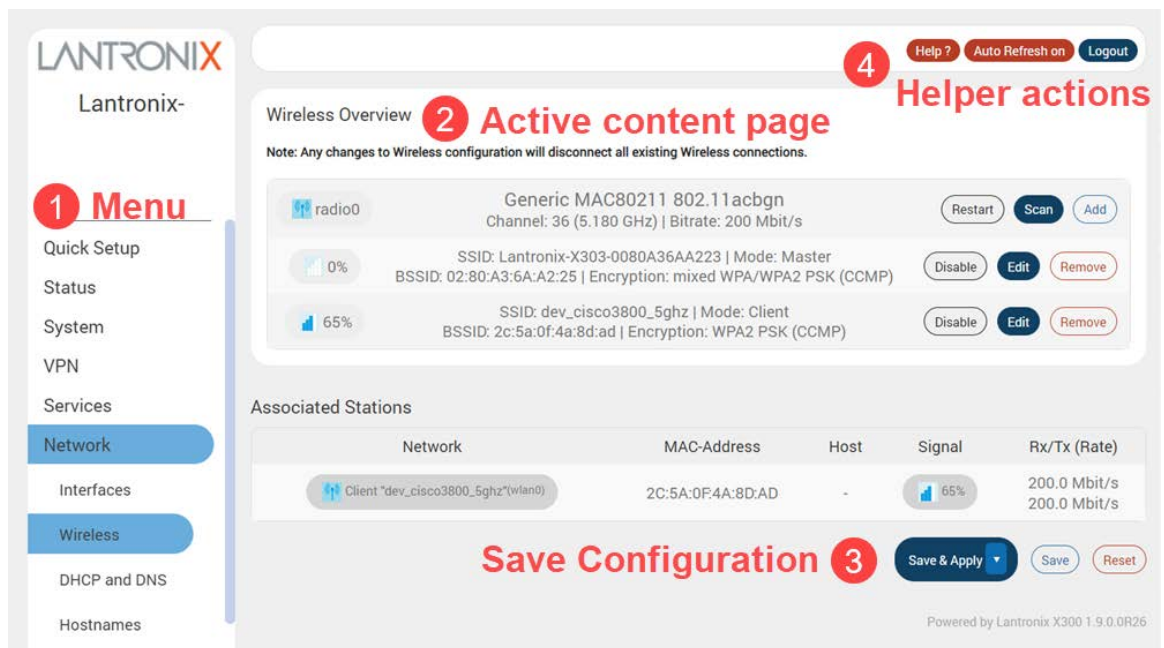 LANTRONIX
Lantronix-
1 Menu
Quick Setup
Status
System
VPN
Services
Network
Interfaces
Wireless
DHCP and DNS
Hostnames
Help ? Auto Refresh on Logout
4
Helper actions
Wireless Overview 2 Active content page
Note: Any changes to Wireless configuration will disconnect all existing Wireless connections.
radio0 Generic MAC80211 802.11acbgn
Channel: 36 (5.180 GHz) | Bitrate: 200 Mbit/s
Restart Scan Add
0% SSID: Lantronix-X303-0080A36AA223 | Mode: Master
BSSID: 02:80:A3:6A:A2:25 | Encryption: mixed WPA/WPA2 PSK (CCMP)
Disable Edit Remove
65% SSID: dev_cisco3800_5ghz | Mode: Client
BSSID: 2c:5a:0f:4a:8d:ad | Encryption: WPA2 PSK (CCMP)
Disable Edit Remove
Associated Stations
Network MAC-Address Host Signal Rx/Tx (Rate)
Client "dev_cisco3800_5ghz"(wlan0) 2C:5A:0F:4A:8D:AD - 65% 200.0 Mbit/s
200.0 Mbit/s
Save Configuration 3 Save & Apply Save Reset
Powered by Lantronix X300 1.9.0.0R26